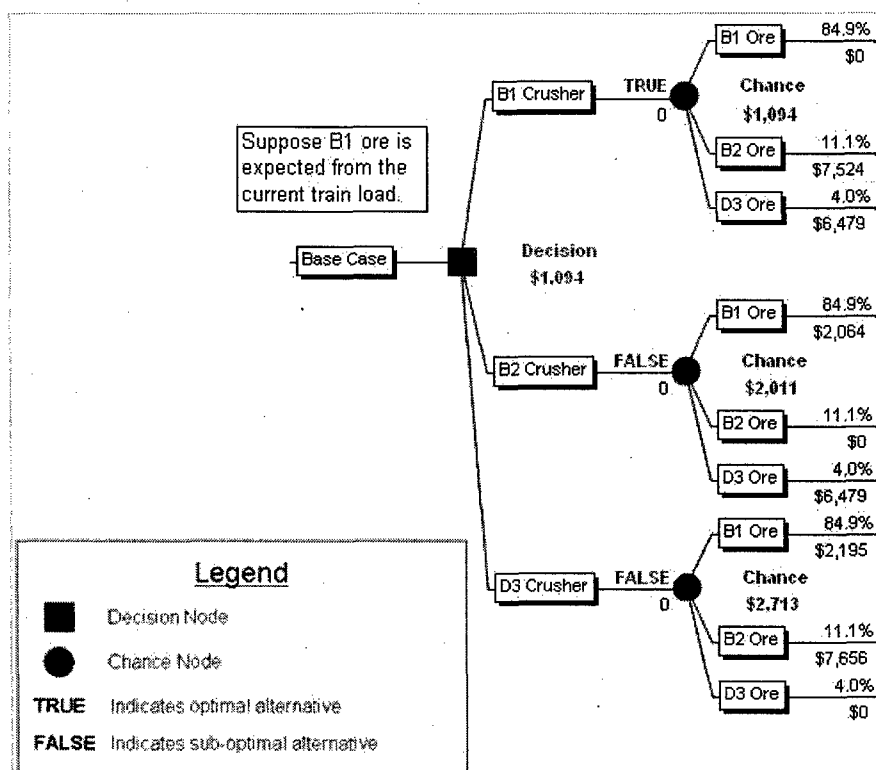 B1 Ore 84.9%
$0
B1 Crusher TRUE Chance
0 $1,094
Suppose B1 ore is
expected from the
current train load.
B2 Ore 11.1%
$7,524
D3 Ore 4.0%
$6,479
Base Case
Decision
$1,094
B1 Ore 84.9%
$2,064
B2 Crusher FALSE Chance
0 $2,011
B2 Ore 11.1%
$0
D3 Ore 4.0%
$6,479
B1 Ore 84.9%
$2,195
D3 Crusher FALSE Chance
0 $2,713
B2 Ore 11.1%
$7,656
D3 Ore 4.0%
$0
Legend
Decision Node
Chance Node
TRUE Indicates optimal alternative
FALSE Indicates sub-optimal alternative